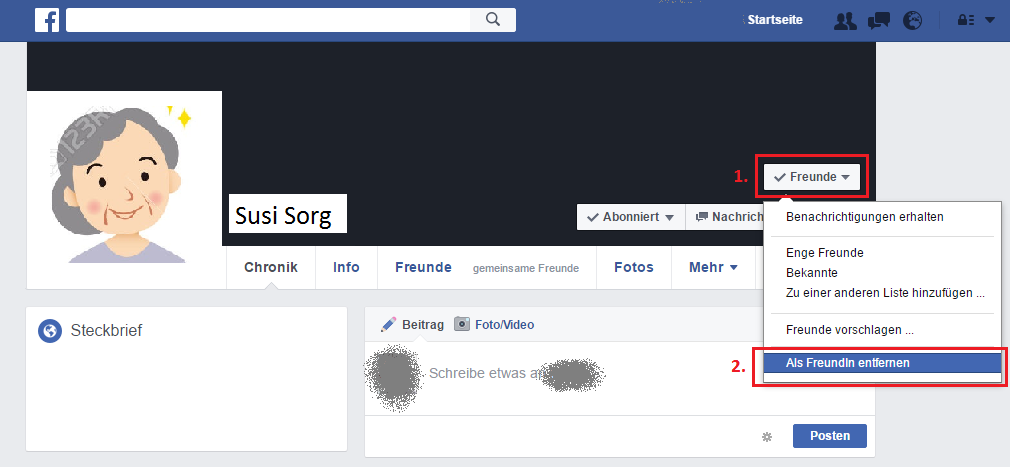 f
Startseite
123R
1.
Freunde
Susi Sorg
Abonniert
Nachrich
Benachrichtigungen erhalten
Enge Freunde
Bekannte
Zu einer anderen Liste hinzufügen ...
Freunde vorschlagen ...
2.
Als FreundIn entfernen
Chronik Info Freunde gemeinsame Freunde Fotos Mehr
Steckbrief
Beitrag Foto/Video
Schreibe etwas a
Posten